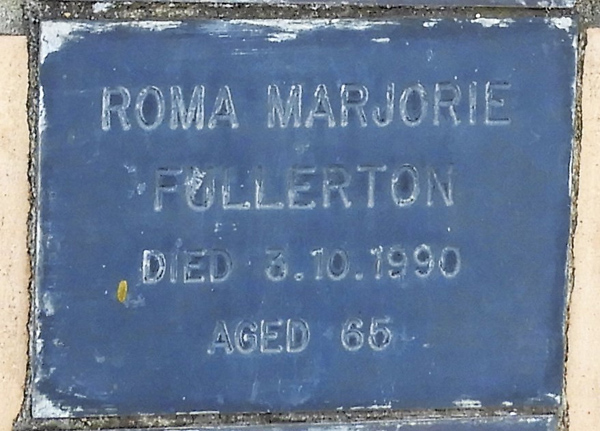 ROMA MARJORIE
FULLERTON
DIED 3.10.1990
AGED 65